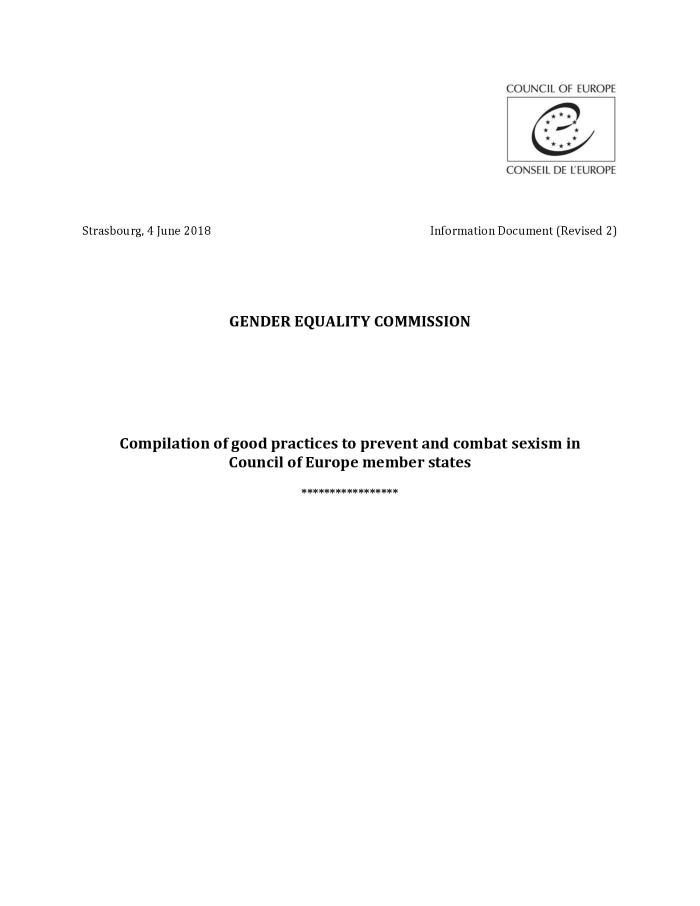 COUNCIL OF EUROPE
CONSEIL DE L'EUROPE
Strasbourg, 4 June 2018 Information Document (Revised 2)
GENDER EQUALITY COMMISSION
Compilation of good practices to prevent and combat sexism in
Council of Europe member states
*****************